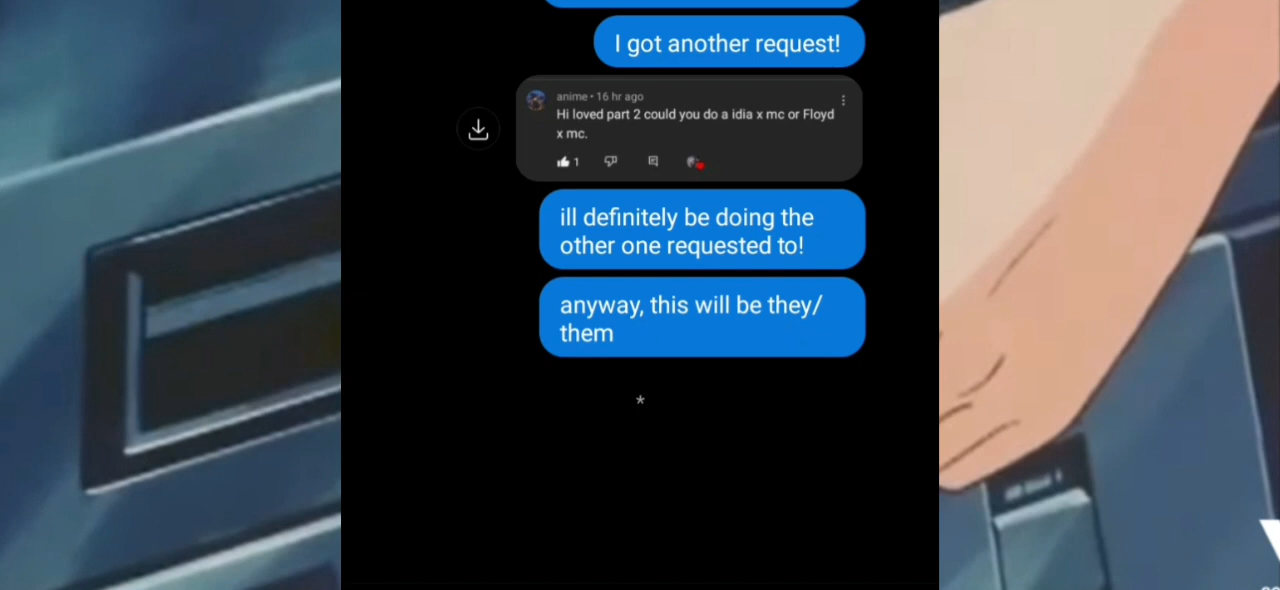 I got another request!
anime • 16 hr ago
Hi loved part 2 could you do a idia x mc or Floyd
x mc.
1
ill definitely be doing the
other one requested to!
anyway, this will be they/
them
*